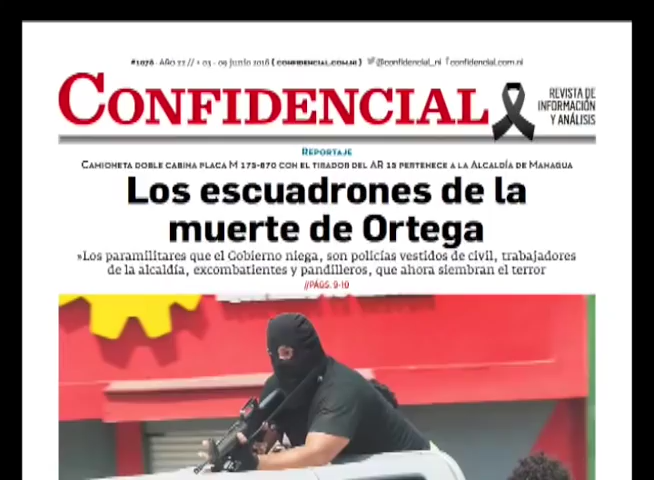 #1076 · AÑO 22 // · 03 - 09 junio 2018 { CONFIDENCIAL.COM.NI } @confidencial_ni f confidencial.com.ni
CONFIDENCIAL
REVISTA DE
INFORMACIÓN
Y ANÁLISIS
REPORTAJE
CAMIONETA DOBLE CABINA PLACA M 173-870 CON EL TIRADOR DEL AR 15 PERTENECE A LA ALCALDÍA DE MANAGUA
Los escuadrones de la
muerte de Ortega
»Los paramilitares que el Gobierno niega, son policías vestidos de civil, trabajadores
de la alcaldía, excombatientes y pandilleros, que ahora siembran el terror
//PÁGS. 9-10